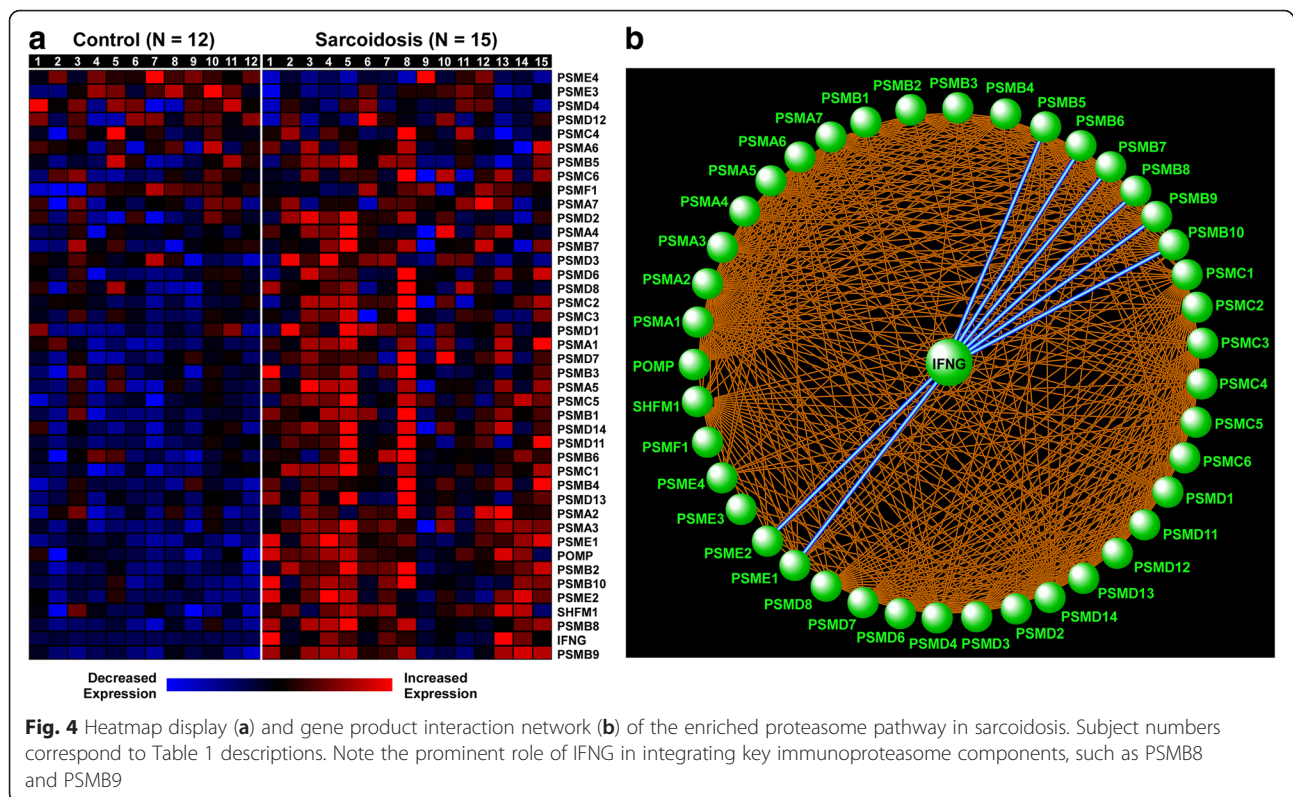 a
Control (N = 12)
Sarcoidosis (N = 15)
1 2 3 4 5 6 7 8 9 10 11 12
1 2 3 4 5 6 7 8 9 10 11 12 13 14 15
PSME4
PSME3
PSMD4
PSMD12
PSMC4
PSMA6
PSMB5
PSMC6
PSMF1
PSMA7
PSMD2
PSMA4
PSMB7
PSMD3
PSMD6
PSMD8
PSMC2
PSMC3
PSMD1
PSMA1
PSMD7
PSMB3
PSMA5
PSMC5
PSMB1
PSMD14
PSMD11
PSMB6
PSMC1
PSMB4
PSMD13
PSMA2
PSMA3
PSME1
POMP
PSMB2
PSMB10
PSME2
SHFM1
PSMB8
IFNG
PSMB9
Decreased
Expression
Increased
Expression
b
PSMB3
PSMB4
PSMB5
PSMB6
PSMB7
PSMB8
PSMB9
PSMB10
PSMC1
PSMC2
PSMC3
PSMC4
PSMC5
PSMC6
PSMD1
PSMD11
PSMD12
PSMD13
PSMD14
PSMD2
PSMD3
PSMD4
PSMD6
PSMD7
PSMD8
PSME1
PSME2
PSME3
PSME4
PSMF1
SHFM1
POMP
PSMA1
PSMA2
PSMA3
PSMA4
PSMA5
PSMA6
PSMA7
PSMB1
PSMB2
IFNG
Fig. 4 Heatmap display (a) and gene product interaction network (b) of the enriched proteasome pathway in sarcoidosis. Subject numbers
correspond to Table 1 descriptions. Note the prominent role of IFNG in integrating key immunoproteasome components, such as PSMB8
and PSMB9